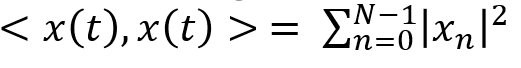 < x(t), x(t) > = ∑_{n=0}^{N−1} |x_n|^2